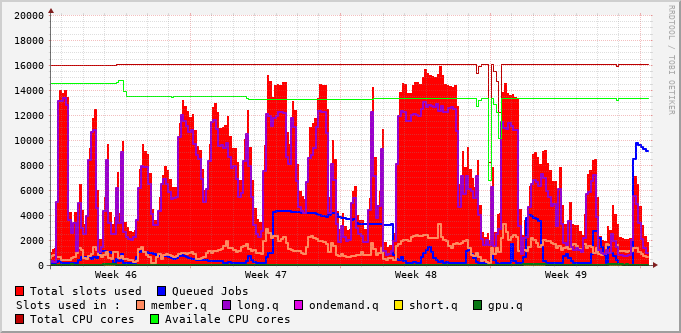 20000
18000
16000
14000
12000
10000
8000
6000
4000
2000
0
Week 46 Week 47 Week 48 Week 49
RRDTOOL / TOBI OETIKER
Total slots used Queued Jobs
Slots used in : member.q long.q ondemand.q short.q gpu.q
Total CPU cores Availale CPU cores